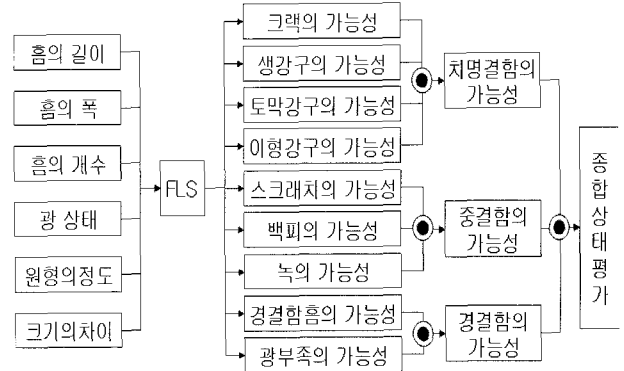 흠의 길이
흠의 폭
흠의 개수
광 상태
원형의정도
크기의차이
FLS
크랙의 가능성
생강구의 가능성
토막강구의 가능성
이형강구의 가능성
스크래치의 가능성
백피의 가능성
녹의 가능성
경결함흠의 가능성
광부족의 가능성
치명결함의
가능성
중결함의
가능성
경결함의
가능성
종합상태평가